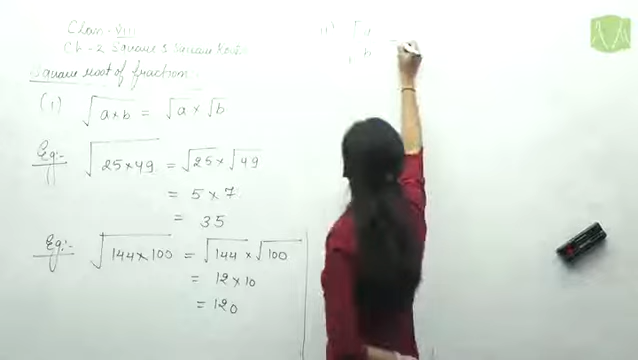 Class - VIII
Ch - 2 Square & Square Roots
Square root of fraction
(1) √a×b = √a × √b
Eg:- √25×49 = √25 × √49
= 5 × 7
= 35
Eg:- √144×100 = √144 × √100
= 12 × 10
= 120